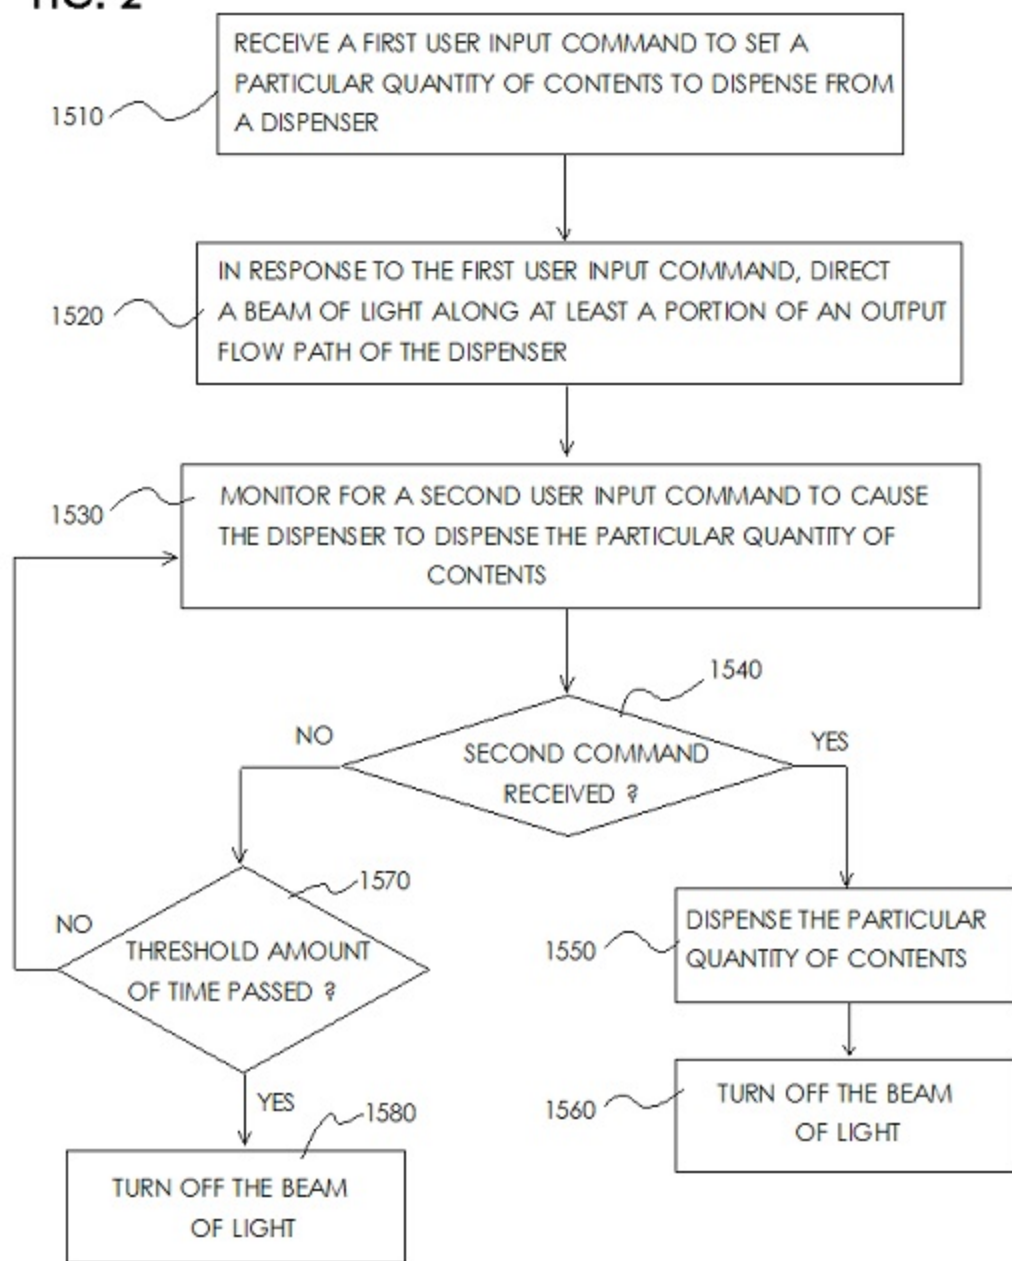 FIG. 2
RECEIVE A FIRST USER INPUT COMMAND TO SET A
PARTICULAR QUANTITY OF CONTENTS TO DISPENSE FROM
A DISPENSER
1510
IN RESPONSE TO THE FIRST USER INPUT COMMAND, DIRECT
A BEAM OF LIGHT ALONG AT LEAST A PORTION OF AN OUTPUT
FLOW PATH OF THE DISPENSER
1520
MONITOR FOR A SECOND USER INPUT COMMAND TO CAUSE
THE DISPENSER TO DISPENSE THE PARTICULAR QUANTITY OF
CONTENTS
1530
1540
NO
YES
SECOND COMMAND
RECEIVED ?
1570
NO
THRESHOLD AMOUNT
OF TIME PASSED ?
DISPENSE THE PARTICULAR
QUANTITY OF CONTENTS
1550
YES
1580
TURN OFF THE BEAM
OF LIGHT
1560
TURN OFF THE BEAM
OF LIGHT